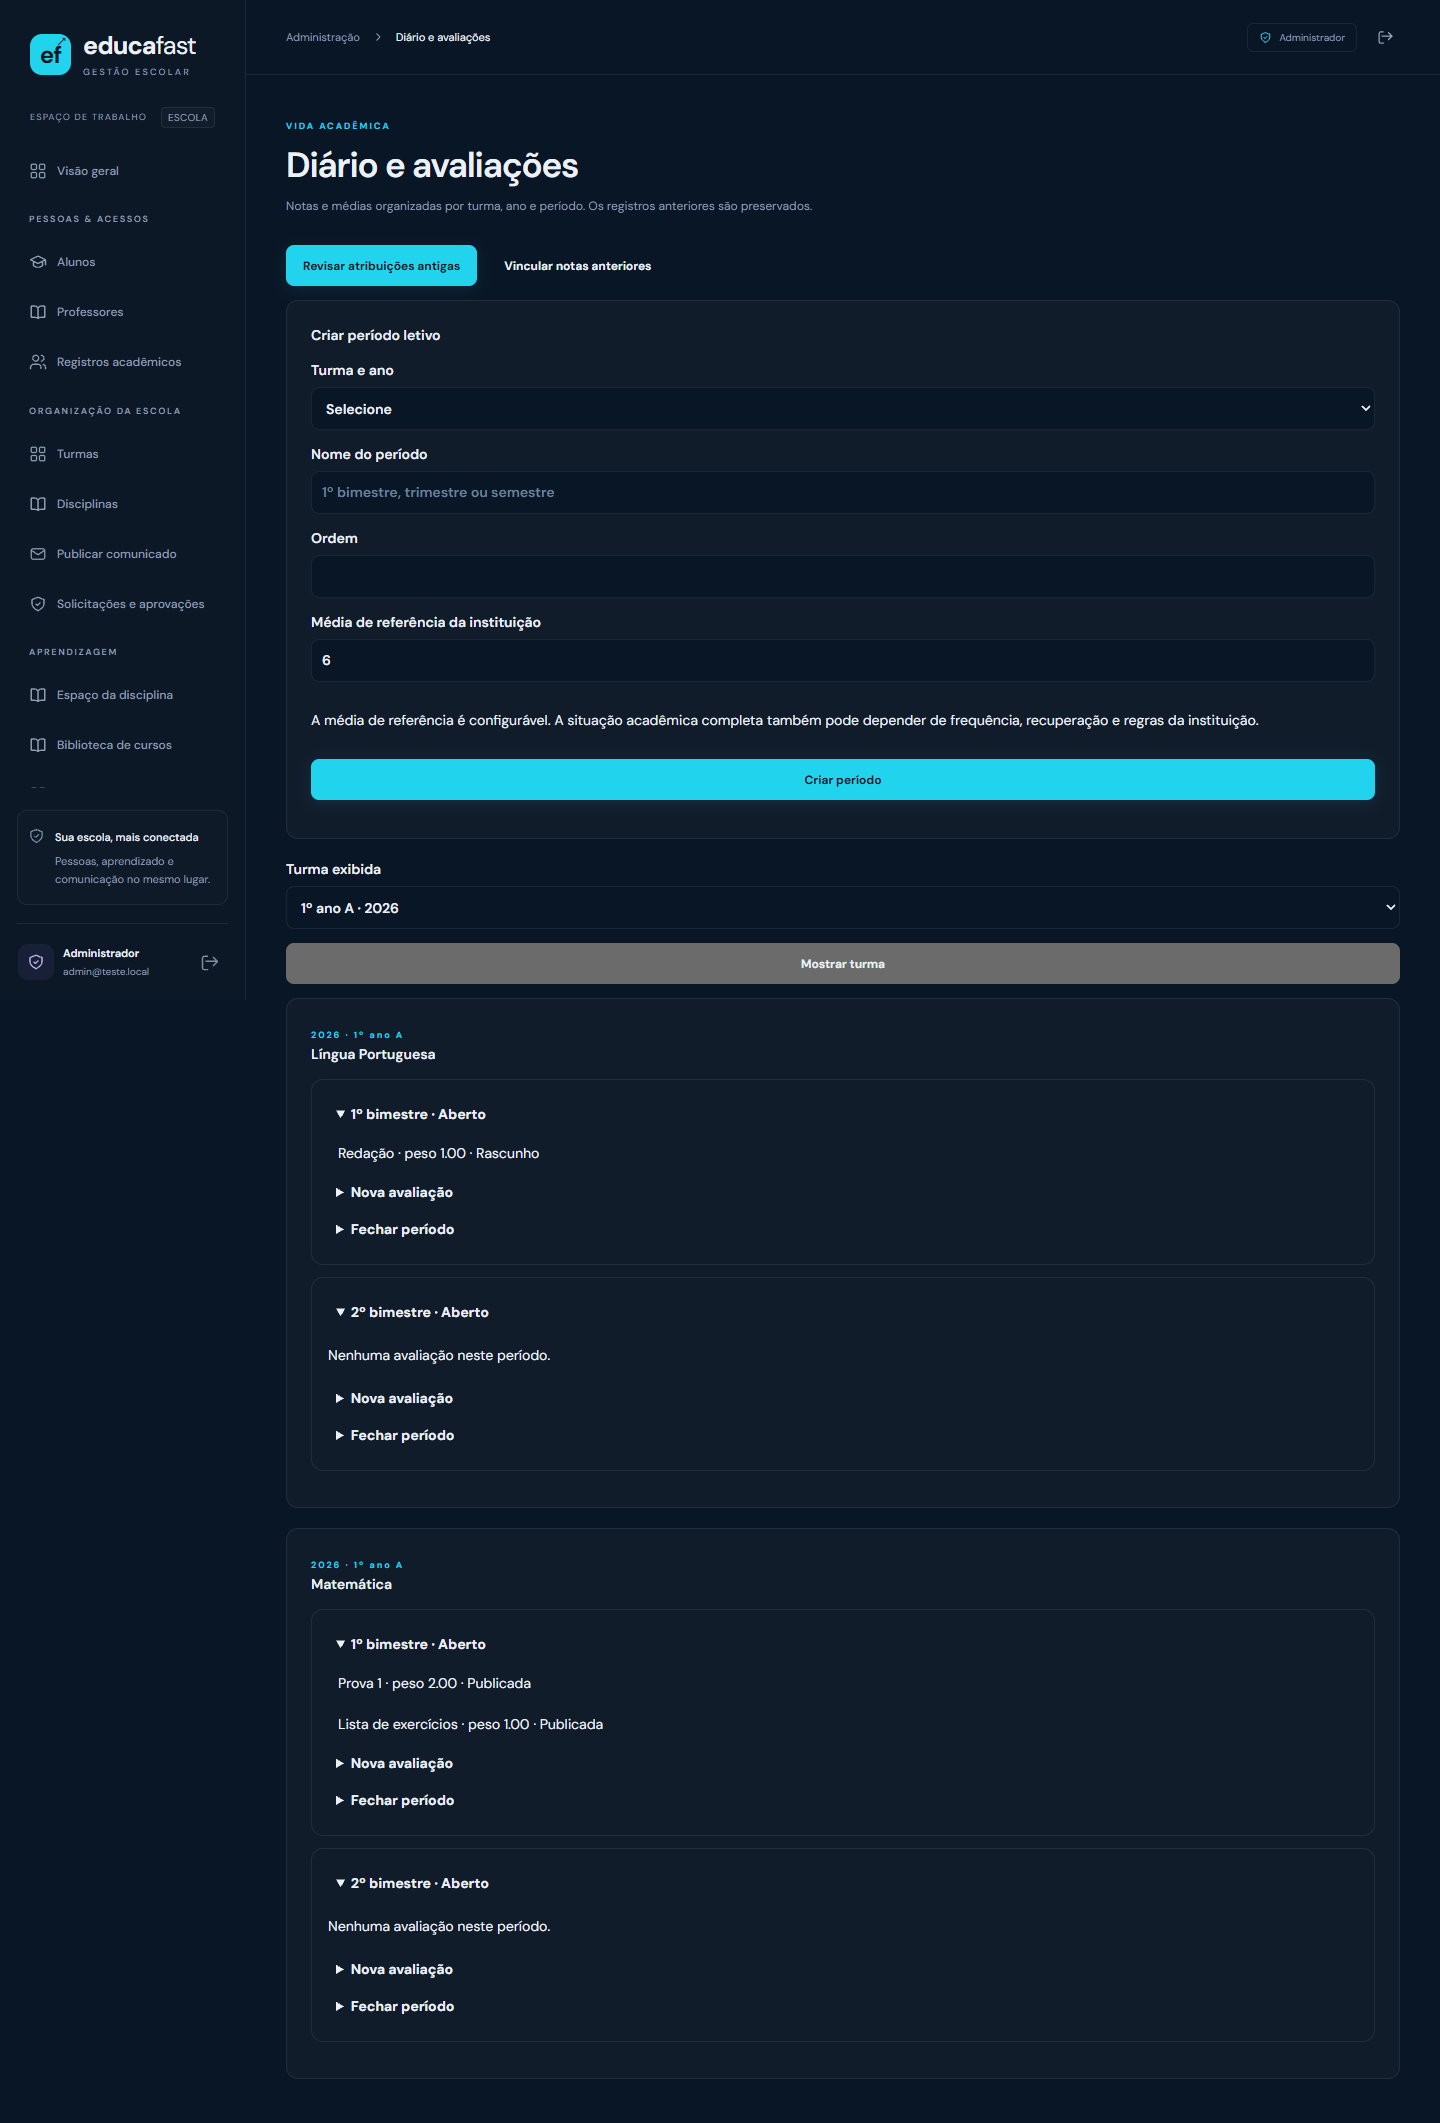 ef educafast
GESTÃO ESCOLAR
ESPAÇO DE TRABALHO ESCOLA
Visão geral
PESSOAS & ACESSOS
Alunos
Professores
Registros acadêmicos
ORGANIZAÇÃO DA ESCOLA
Turmas
Disciplinas
Publicar comunicado
Solicitações e aprovações
APRENDIZAGEM
Espaço da disciplina
Biblioteca de cursos
Sua escola, mais conectada
Pessoas, aprendizado e
comunicação no mesmo lugar.
Administrador
admin@teste.local
Administração > Diário e avaliações
Administrador
VIDA ACADÊMICA
Diário e avaliações
Notas e médias organizadas por turma, ano e período. Os registros anteriores são preservados.
Revisar atribuições antigas Vincular notas anteriores
Criar período letivo
Turma e ano
Selecione
Nome do período
1º bimestre, trimestre ou semestre
Ordem
Média de referência da instituição
6
A média de referência é configurável. A situação acadêmica completa também pode depender de frequência, recuperação e regras da instituição.
Criar período
Turma exibida
1º ano A · 2026
Mostrar turma
2026 · 1º ano A
Língua Portuguesa
▼ 1º bimestre · Aberto
Redação · peso 1.00 · Rascunho
▶ Nova avaliação
▶ Fechar período
▼ 2º bimestre · Aberto
Nenhuma avaliação neste período.
▶ Nova avaliação
▶ Fechar período
2026 · 1º ano A
Matemática
▼ 1º bimestre · Aberto
Prova 1 · peso 2.00 · Publicada
Lista de exercícios · peso 1.00 · Publicada
▶ Nova avaliação
▶ Fechar período
▼ 2º bimestre · Aberto
Nenhuma avaliação neste período.
▶ Nova avaliação
▶ Fechar período